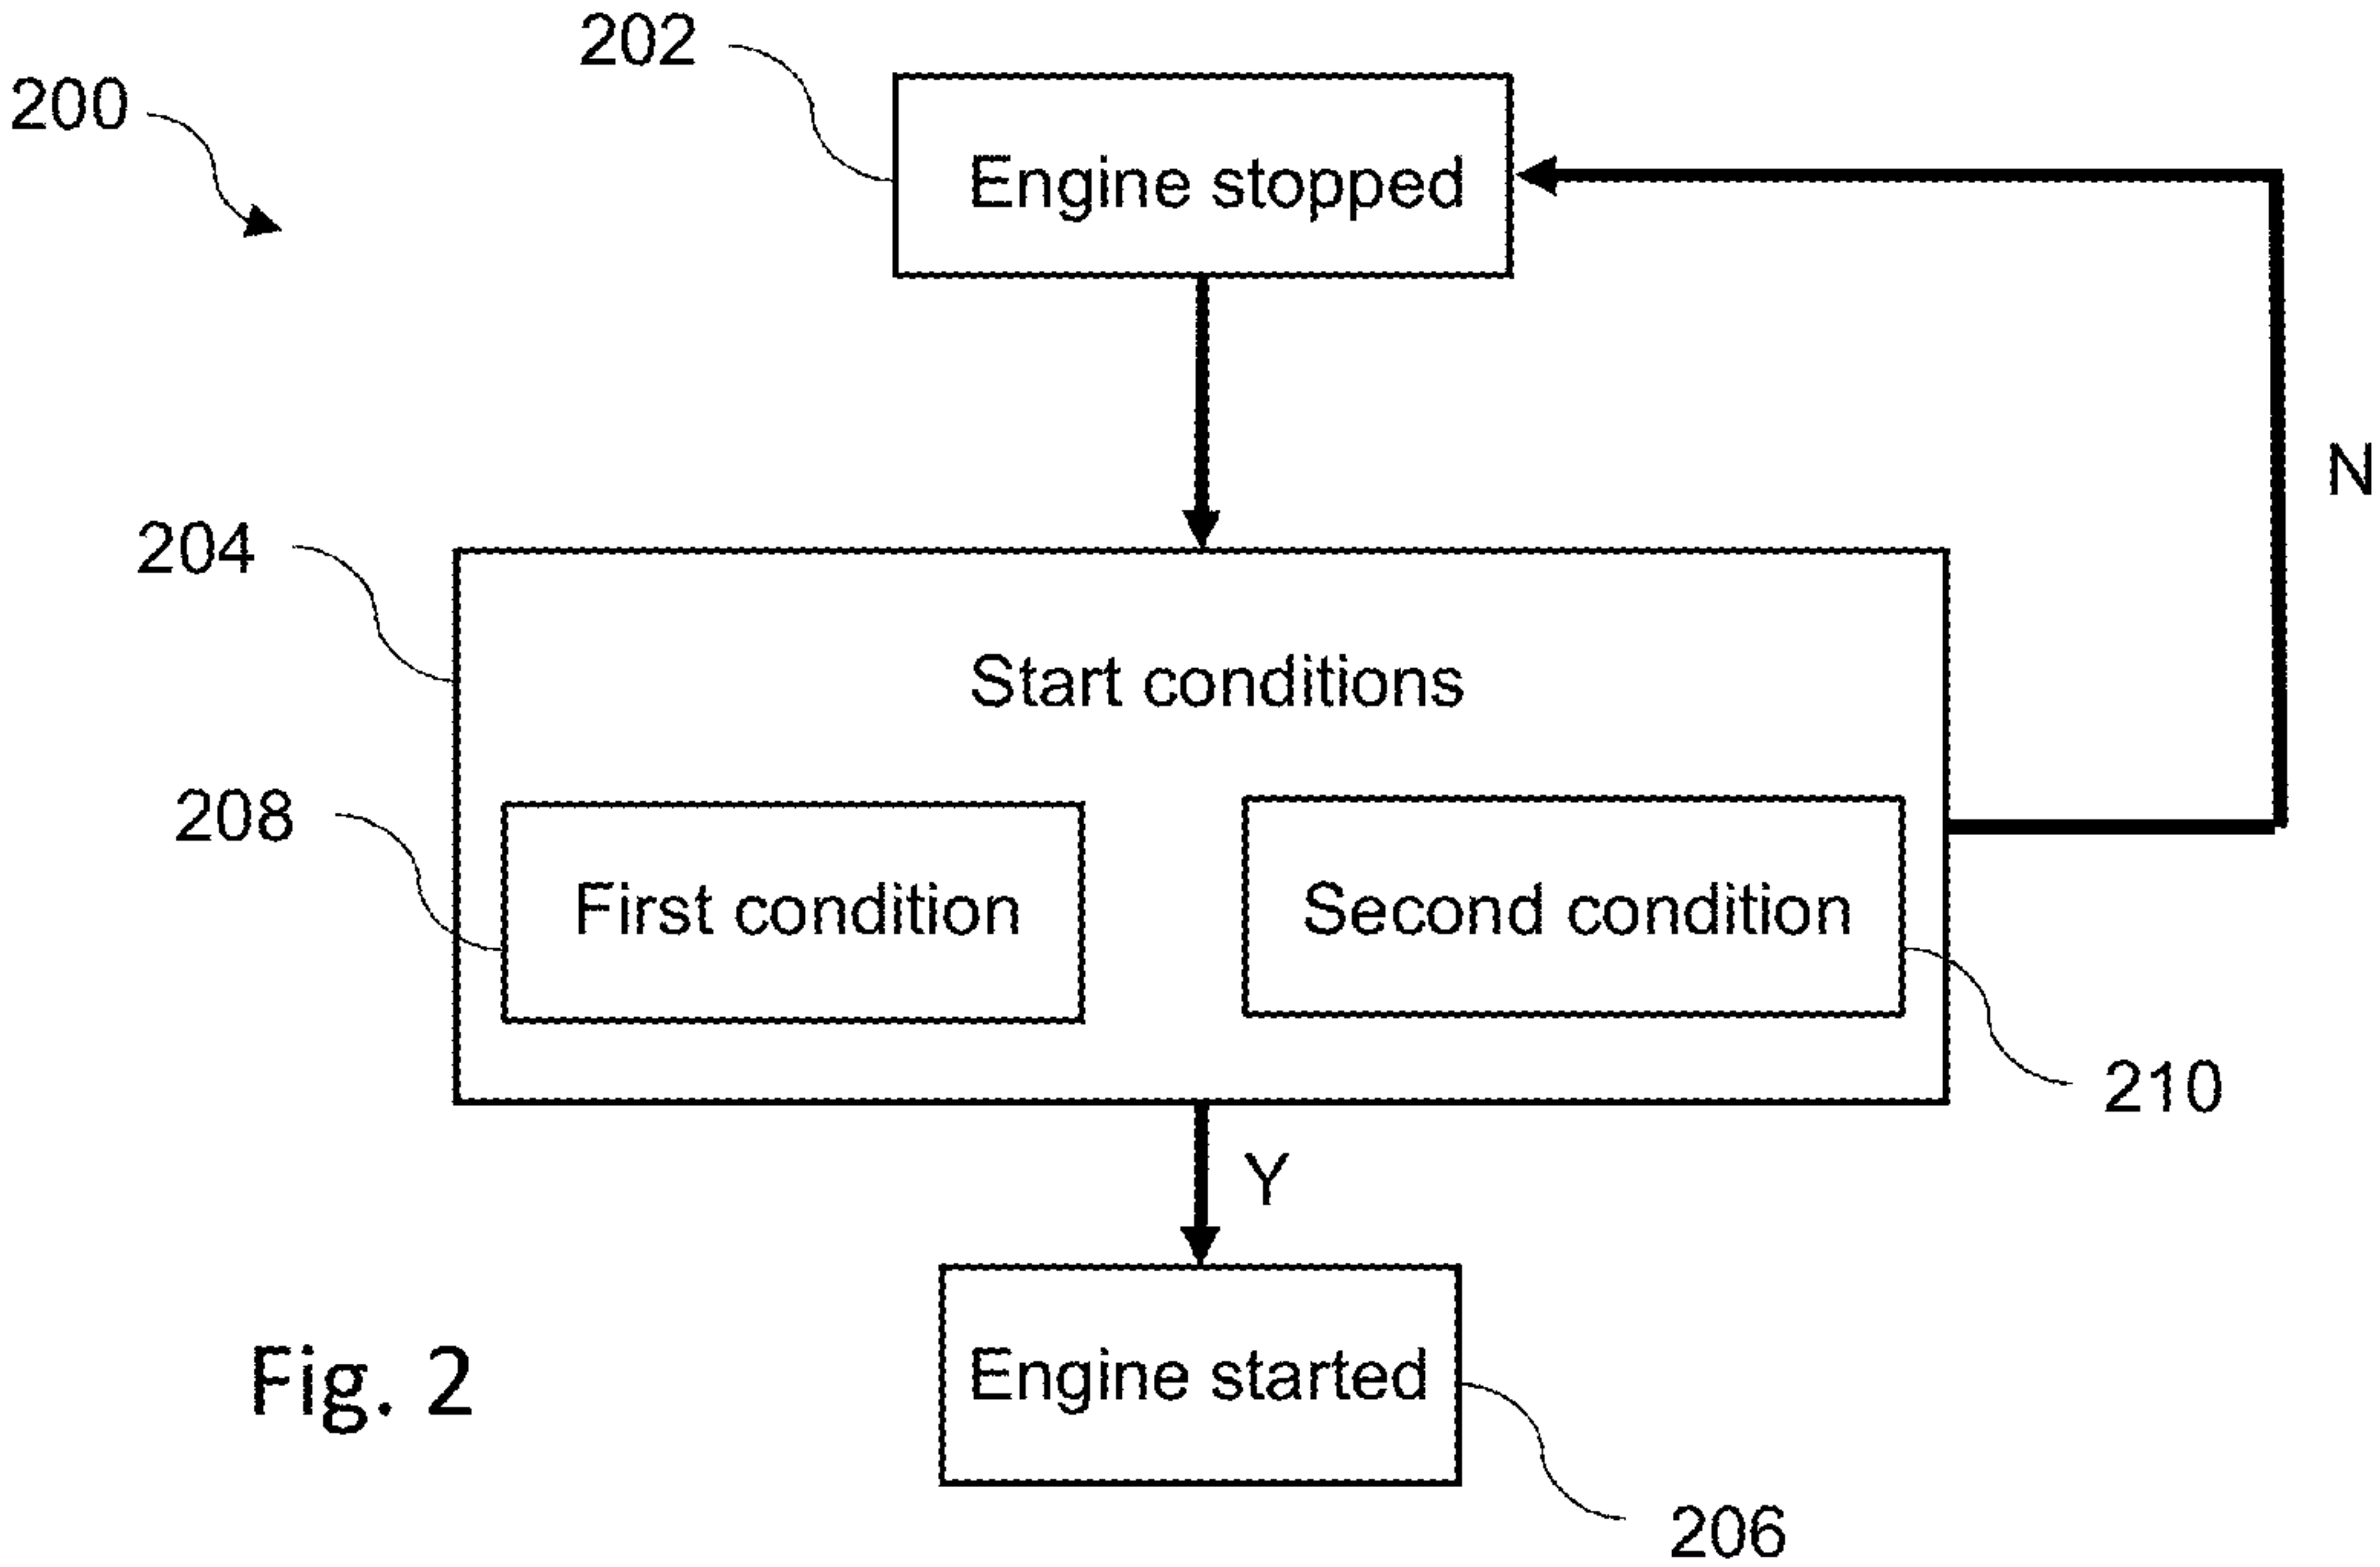 202
200
Engine stopped
N
204
Start conditions
208
First condition
Second condition
210
Y
Engine started
Fig. 2
206